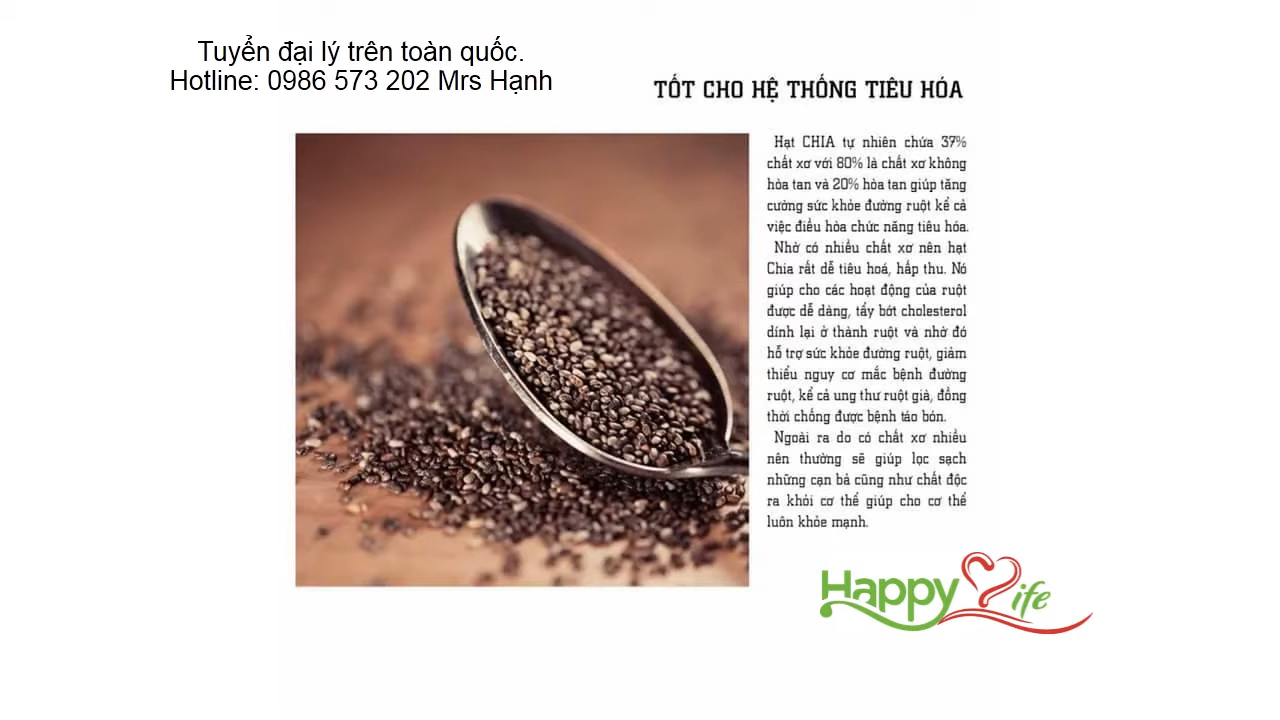 Tuyển đại lý trên toàn quốc.
Hotline: 0986 573 202 Mrs Hạnh
TỐT CHO HỆ THỐNG TIÊU HÓA
Hạt CHIA tự nhiên chứa 37%
chất xơ với 80% là chất xơ không
hòa tan và 20% hòa tan giúp tăng
cường sức khỏe đường ruột kể cả
việc điều hòa chức năng tiêu hóa.
Nhờ có nhiều chất xơ nên hạt
Chia rất dễ tiêu hoá, hấp thu. Nó
giúp cho các hoạt động của ruột
được dễ dàng, tẩy bớt cholesterol
dính lại ở thành ruột và nhờ đó
hỗ trợ sức khỏe đường ruột, giảm
thiểu nguy cơ mắc bệnh đường
ruột, kể cả ung thư ruột già, đồng
thời chống được bệnh táo bón.
Ngoài ra do có chất xơ nhiều
nên thường sẽ giúp lọc sạch
những cạn bả cũng như chất độc
ra khỏi cơ thể giúp cho cơ thể
luôn khỏe mạnh.
Happy Life